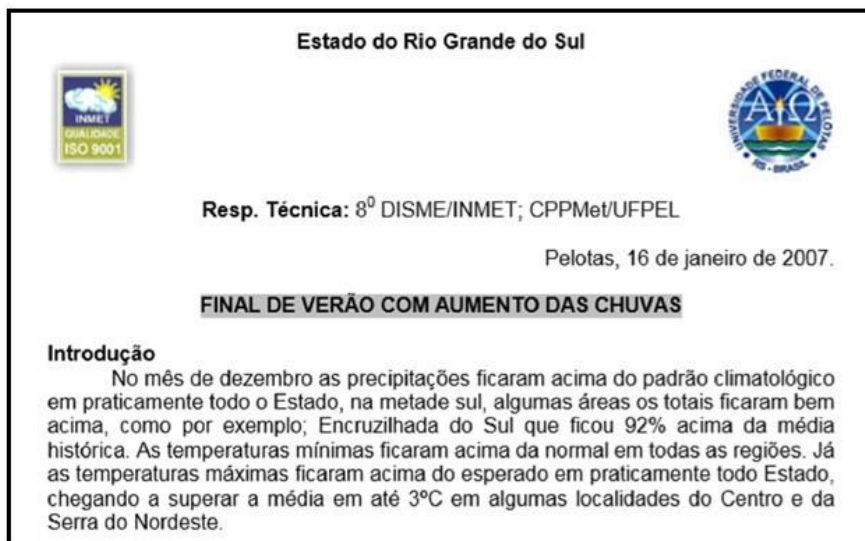 Estado do Rio Grande do Sul
INMET
QUALIDADE
ISO 9001
UNIVERSIDADE FEDERAL DE PELOTAS
ΑΩ
RS - BRASIL
Resp. Técnica: 8⁰ DISME/INMET; CPPMet/UFPEL
Pelotas, 16 de janeiro de 2007.
FINAL DE VERÃO COM AUMENTO DAS CHUVAS
Introdução
No mês de dezembro as precipitações ficaram acima do padrão climatológico
em praticamente todo o Estado, na metade sul, algumas áreas os totais ficaram bem
acima, como por exemplo; Encruzilhada do Sul que ficou 92% acima da média
histórica. As temperaturas mínimas ficaram acima da normal em todas as regiões. Já
as temperaturas máximas ficaram acima do esperado em praticamente todo Estado,
chegando a superar a média em até 3ºC em algumas localidades do Centro e da
Serra do Nordeste.